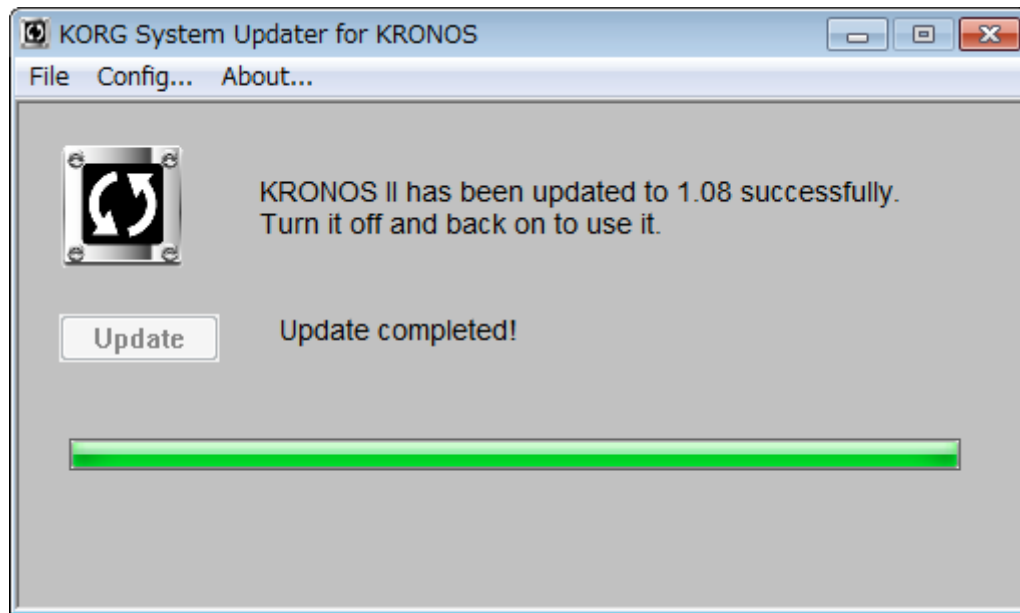 KORG System Updater for KRONOS
File Config... About...
KRONOS II has been updated to 1.08 successfully.
Turn it off and back on to use it.
Update
Update completed!